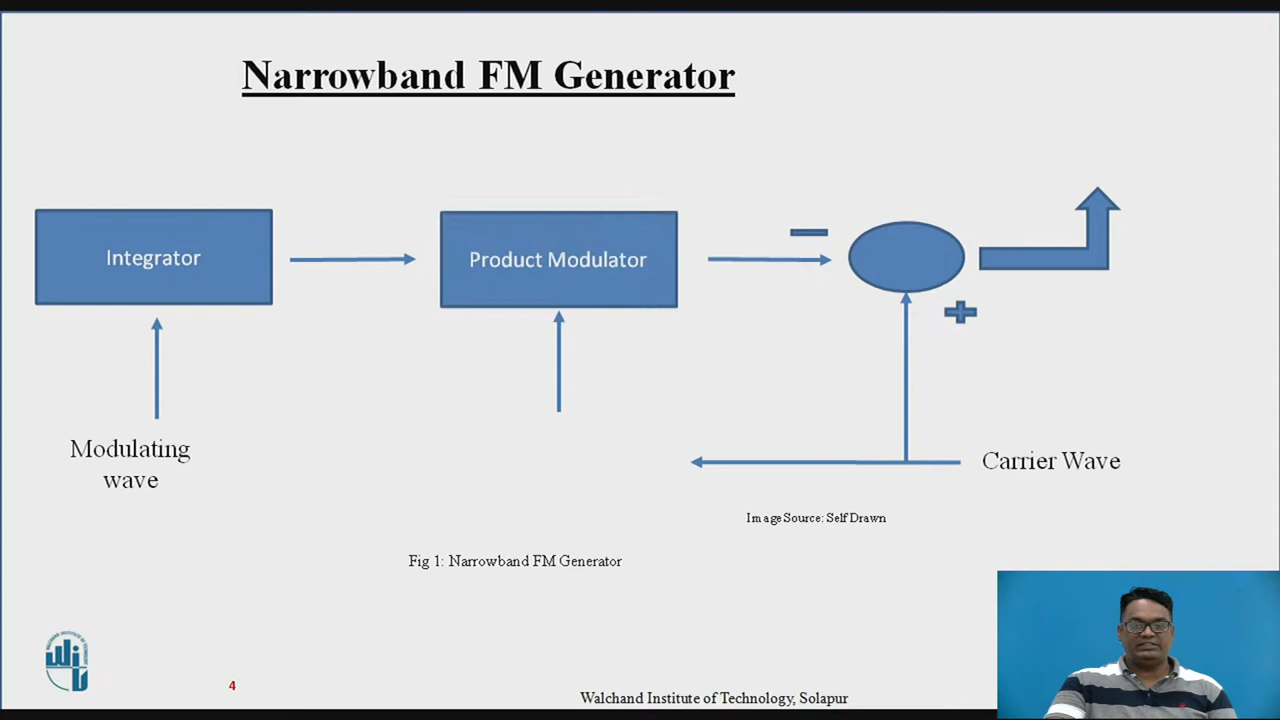 Narrowband FM Generator
Integrator
Product Modulator
Modulating
wave
Carrier Wave
Image Source: Self Drawn
Fig 1: Narrowband FM Generator
4
Walchand Institute of Technology, Solapur